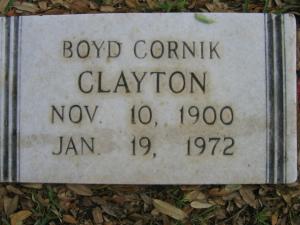 BOYD CORNIK
CLAYTON
NOV. 10, 1900
JAN. 19, 1972